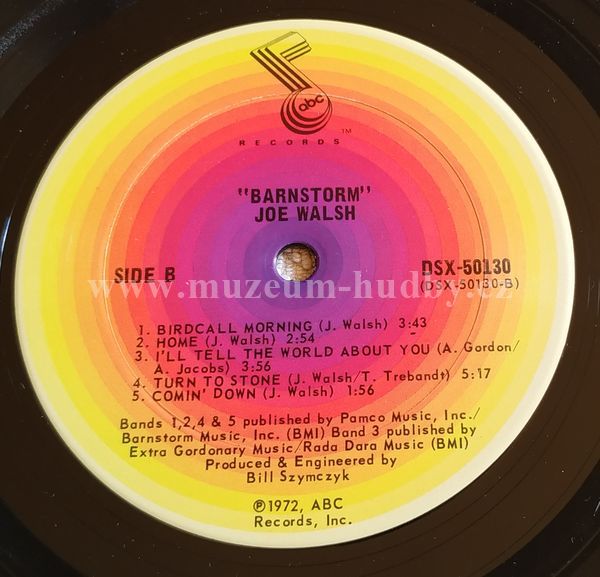 abc
RECORDS™
"BARNSTORM"
JOE WALSH
SIDE B
DSX-50130
(DSX-50130-B)
www.muzeum-hudby.cz
1. BIRDCALL MORNING (J. Walsh) 3:43
2. HOME (J. Walsh) 2:54
3. I'LL TELL THE WORLD ABOUT YOU (A. Gordon/
A. Jacobs) 3:56
4. TURN TO STONE (J. Walsh/T. Trebandt) 5:17
5. COMIN' DOWN (J. Walsh) 1:56
Bands 1,2,4 & 5 published by Pamco Music, Inc./
Barnstorm Music, Inc. (BMI) Band 3 published by
Extra Gordonary Music/Rada Dara Music (BMI)
Produced & Engineered by
Bill Szymczyk
℗1972, ABC
Records, Inc.